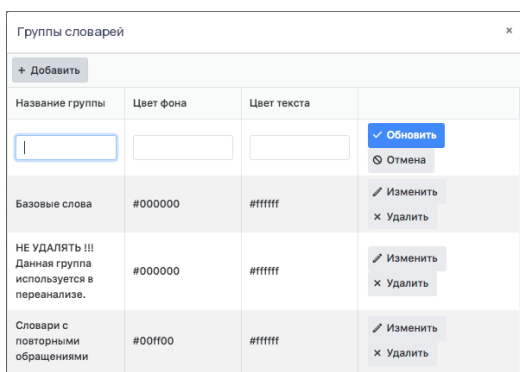 Группы словарей ×
+ Добавить
Название группы Цвет фона Цвет текста
Обновить
Отмена
Базовые слова #000000 #ffffff
Изменить
× Удалить
НЕ УДАЛЯТЬ !!!
Данная группа
используется в
переанализе.
#000000 #ffffff
Изменить
× Удалить
Словари с
повторными
обращениями
#00ff00 #ffffff
Изменить
× Удалить